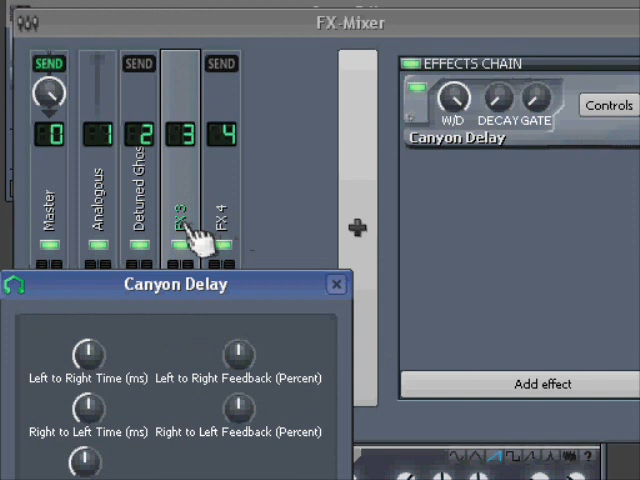 FX-Mixer
SEND SEND SEND
0 1 2 3 4
Master
Analogous
Detuned Ghos
FX 3
FX 4
EFFECTS CHAIN
W/D DECAY GATE
Controls
Canyon Delay
Add effect
Canyon Delay
Left to Right Time (ms) Left to Right Feedback (Percent)
Right to Left Time (ms) Right to Left Feedback (Percent)
?